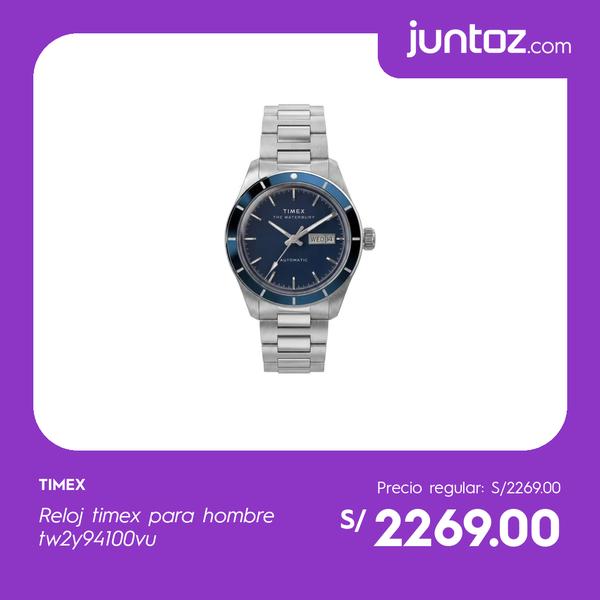 juntoz.com
TIMEX
THE WATERBURY
WED 14
AUTOMATIC
TIMEX
Reloj timex para hombre
tw2y94100vu
Precio regular: S/2269.00
S/ 2269.00